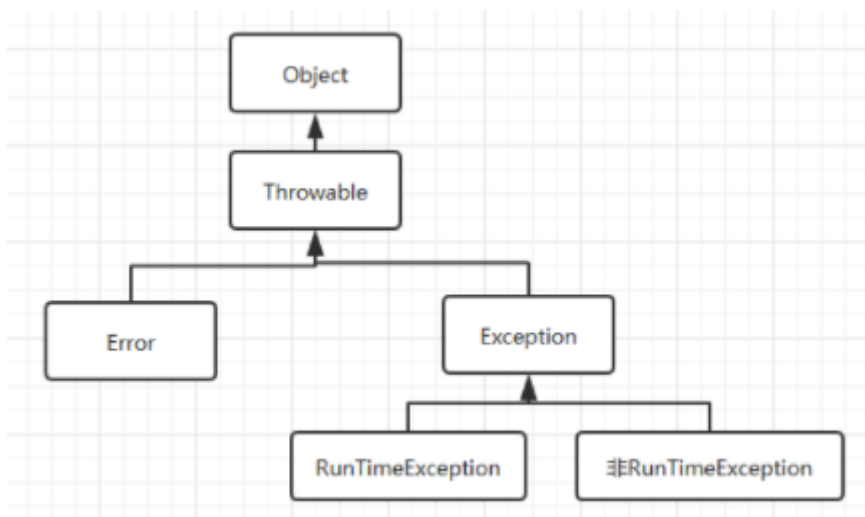 Object
Throwable
Error
Exception
RunTimeException
非RunTimeException